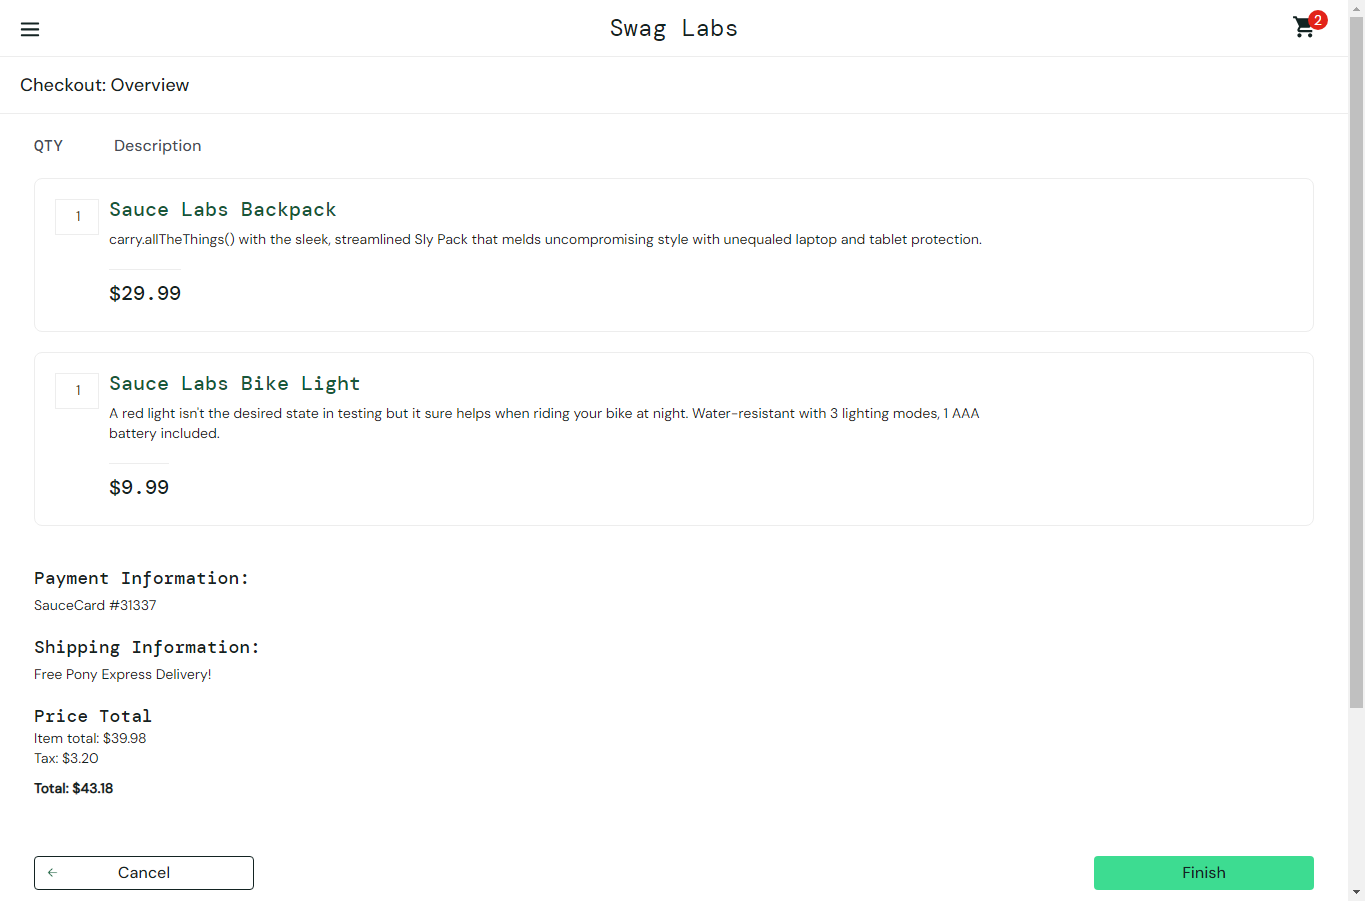 Swag Labs
2
Checkout: Overview
QTY
Description
1
Sauce Labs Backpack
carry.allTheThings() with the sleek, streamlined Sly Pack that melds uncompromising style with unequaled laptop and tablet protection.
$29.99
1
Sauce Labs Bike Light
A red light isn't the desired state in testing but it sure helps when riding your bike at night. Water-resistant with 3 lighting modes, 1 AAA
battery included.
$9.99
Payment Information:
SauceCard #31337
Shipping Information:
Free Pony Express Delivery!
Price Total
Item total: $39.98
Tax: $3.20
Total: $43.18
Cancel
Finish